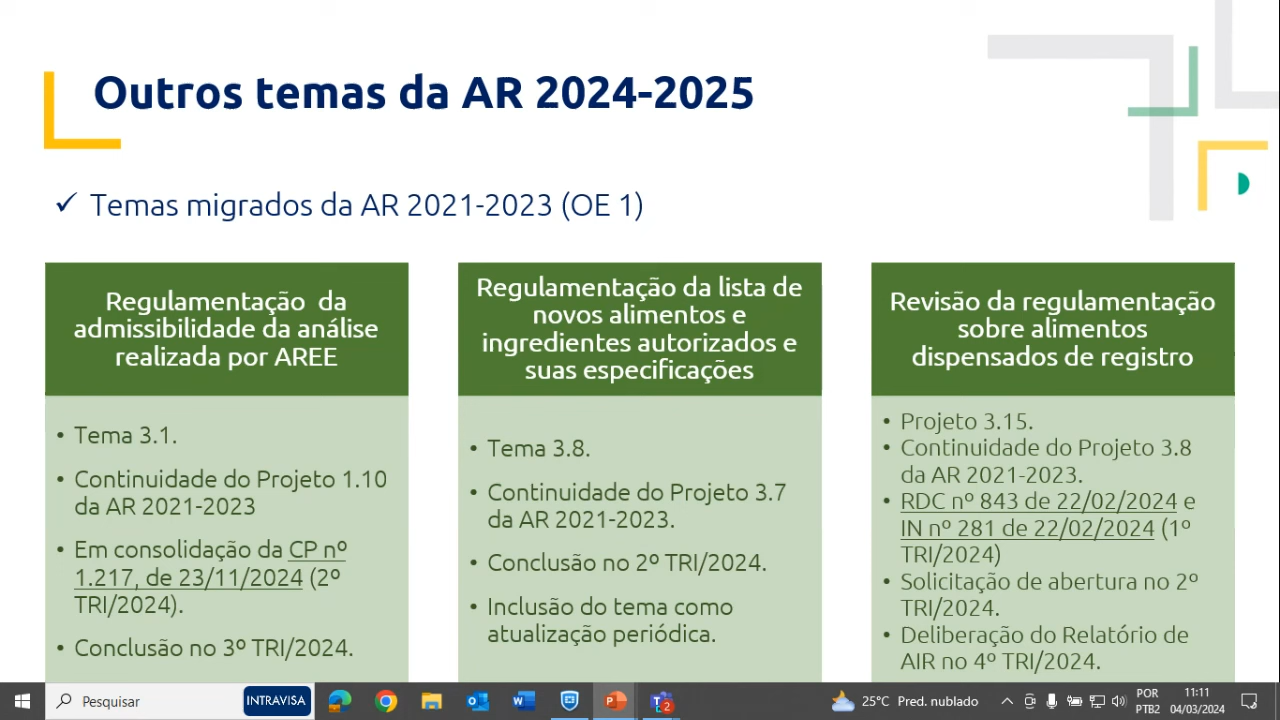 Outros temas da AR 2024-2025
✓ Temas migrados da AR 2021-2023 (OE 1)
Regulamentação da
admissibilidade da análise
realizada por AREE
• Tema 3.1.
• Continuidade do Projeto 1.10
da AR 2021-2023
• Em consolidação da CP nº
1.217, de 23/11/2024 (2º
TRI/2024).
• Conclusão no 3º TRI/2024.
Regulamentação da lista de
novos alimentos e
ingredientes autorizados e
suas especificações
• Tema 3.8.
• Continuidade do Projeto 3.7
da AR 2021-2023.
• Conclusão no 2º TRI/2024.
• Inclusão do tema como
atualização periódica.
Revisão da regulamentação
sobre alimentos
dispensados de registro
• Projeto 3.15.
• Continuidade do Projeto 3.8
da AR 2021-2023.
• RDC nº 843 de 22/02/2024 e
IN nº 281 de 22/02/2024 (1º
TRI/2024)
• Solicitação de abertura no 2º
TRI/2024.
• Deliberação do Relatório de
AIR no 4º TRI/2024.
Pesquisar
INTRAVISA
2
25°C Pred. nublado
POR
PTB2
11:11
04/03/2024